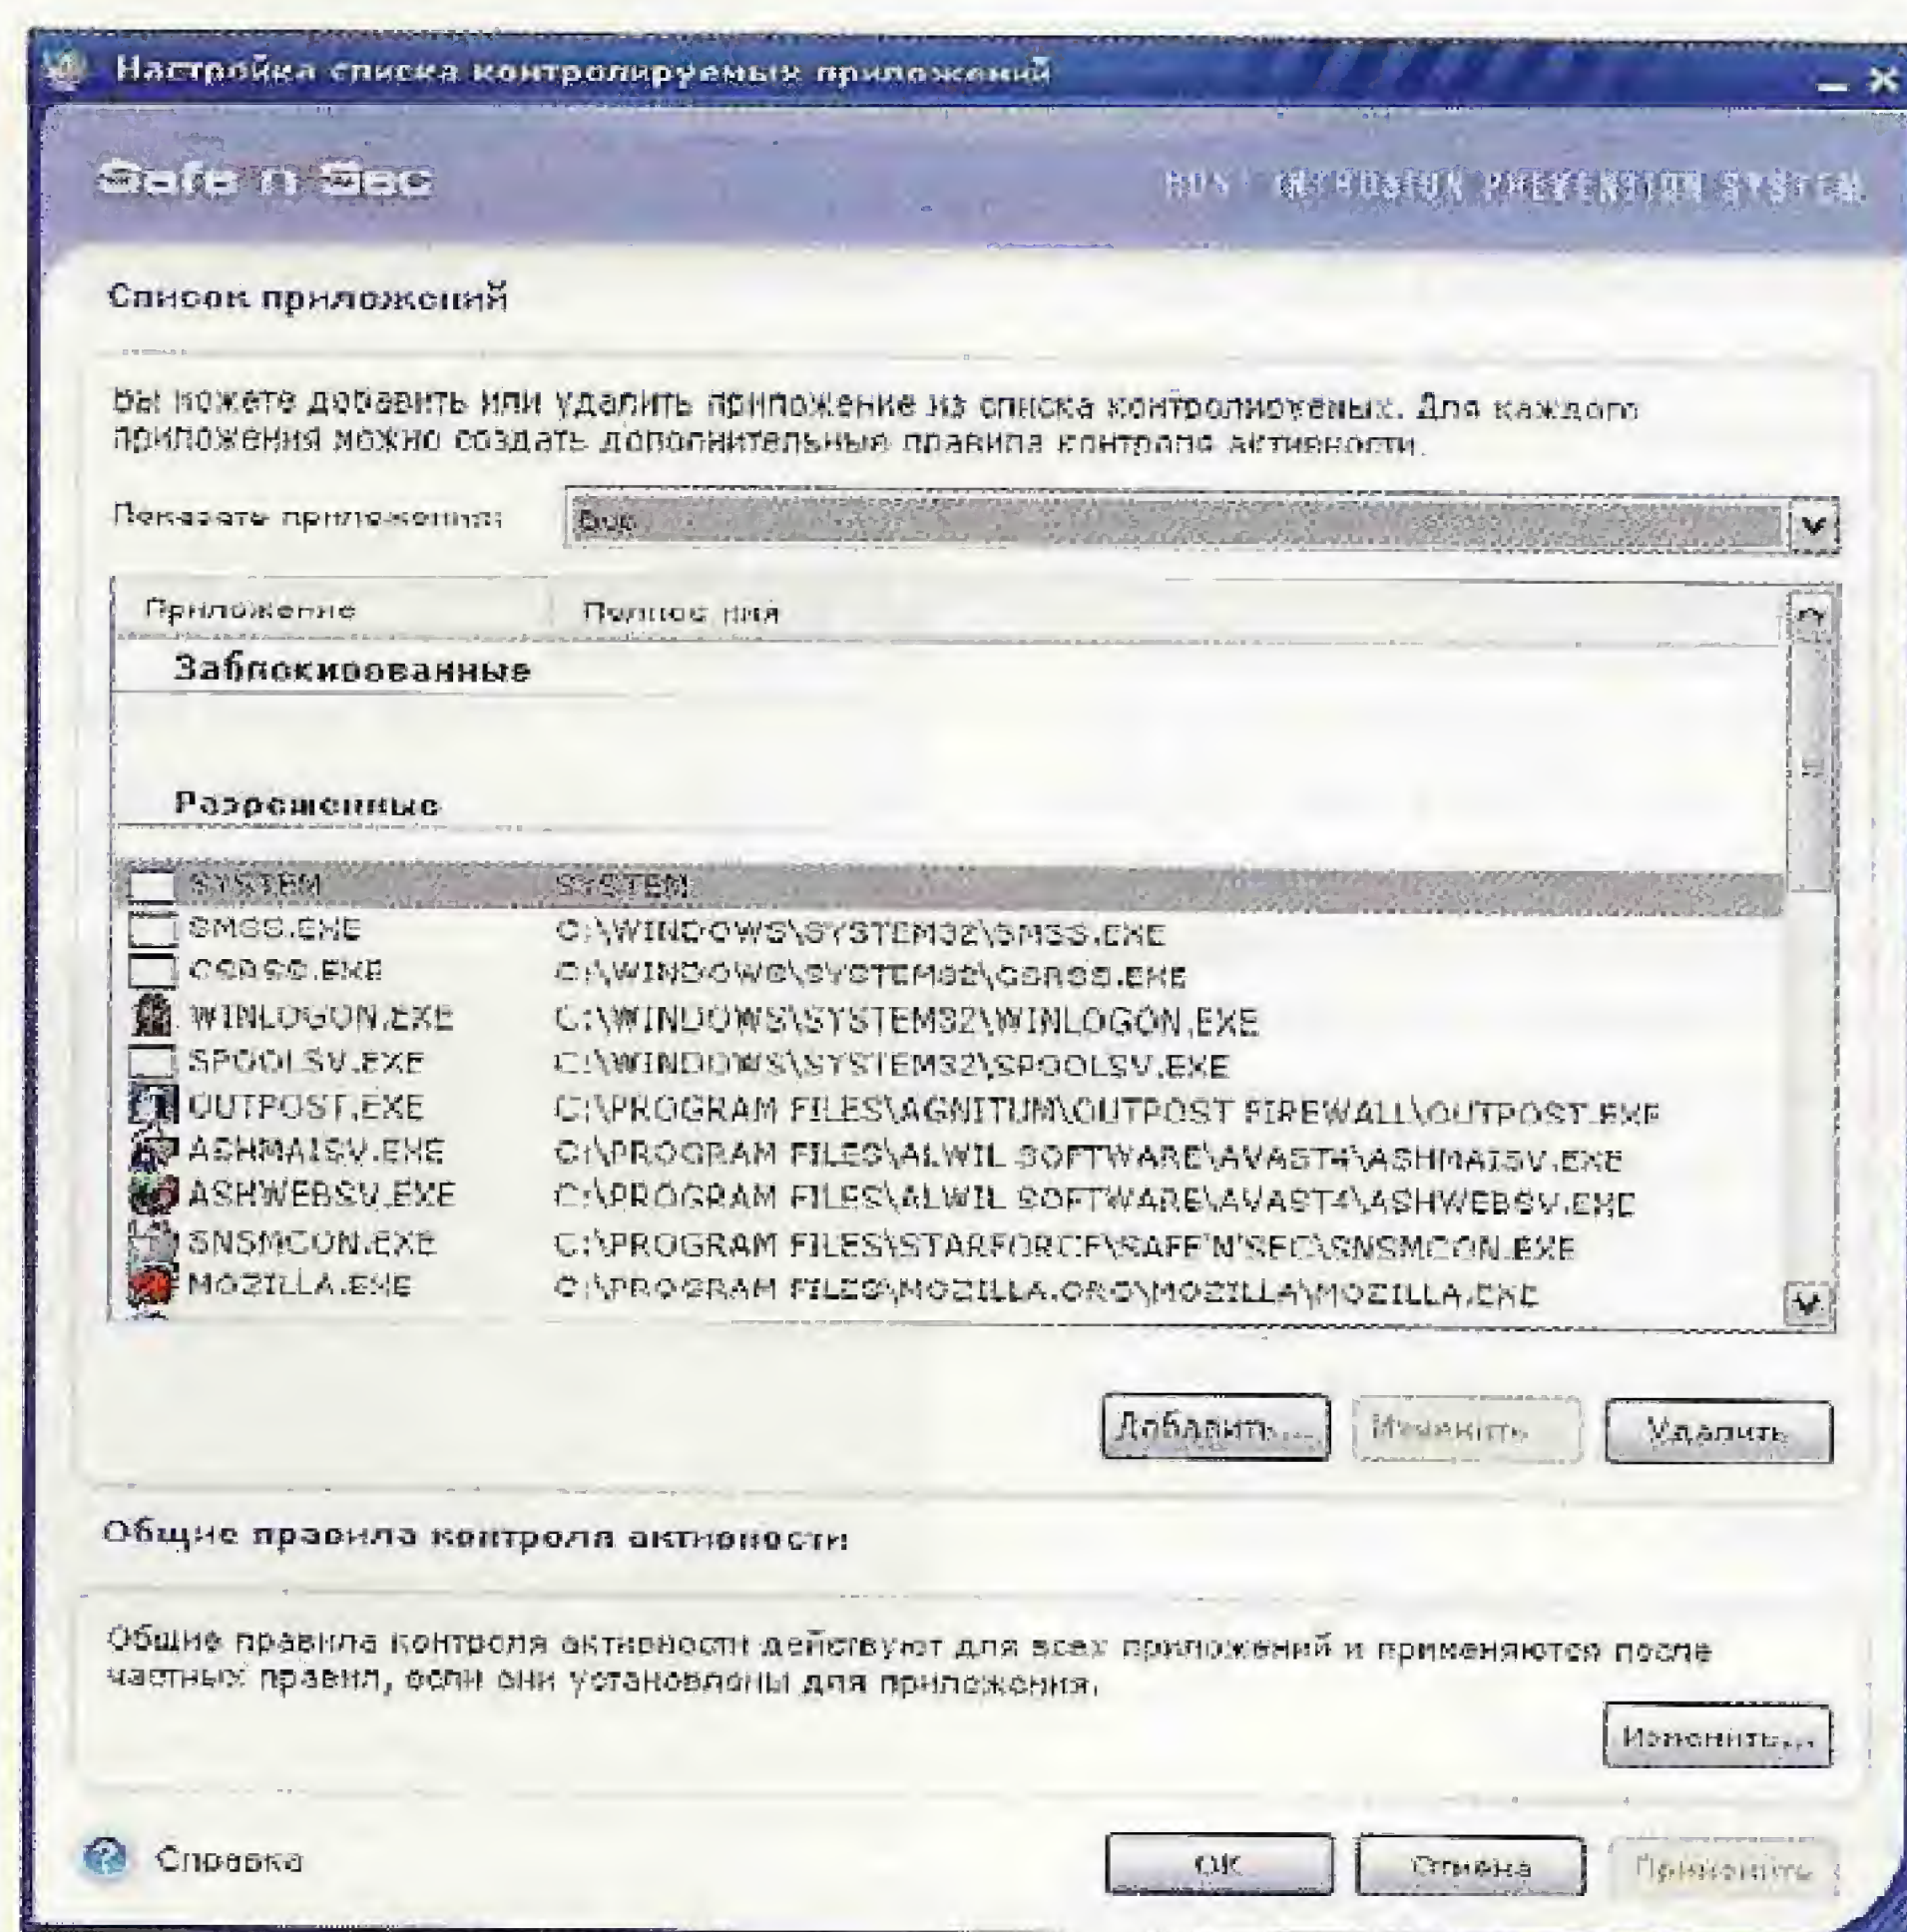 Настройка списка контролируемых приложений
Safe n Sec
HOST INTRUSION PREVENTION SYSTEM
Список приложений
Вы можете добавить или удалить приложение из списка контролируемых. Для каждого
приложения можно создать дополнительные правила контроля активности.
Показать приложения: Все
Приложение Полное имя
Заблокированные
Разрешенные
SYSTEM SYSTEM
SMSS.EXE C:\WINDOWS\SYSTEM32\SMSS.EXE
CSRSS.EXE C:\WINDOWS\SYSTEM32\CSRSS.EXE
WINLOGON.EXE C:\WINDOWS\SYSTEM32\WINLOGON.EXE
SPOOLSV.EXE C:\WINDOWS\SYSTEM32\SPOOLSV.EXE
OUTPOST.EXE C:\PROGRAM FILES\AGNITUM\OUTPOST FIREWALL\OUTPOST.EXE
ASHMAISV.EXE C:\PROGRAM FILES\ALWIL SOFTWARE\AVAST4\ASHMAISV.EXE
ASHWEBSV.EXE C:\PROGRAM FILES\ALWIL SOFTWARE\AVAST4\ASHWEBSV.EXE
SNSMCON.EXE C:\PROGRAM FILES\STARFORCE\SAFE'N'SEC\SNSMCON.EXE
MOZILLA.EXE C:\PROGRAM FILES\MOZILLA.ORG\MOZILLA\MOZILLA.EXE
Добавить... Изменить Удалить
Общие правила контроля активности
Общие правила контроля активности действуют для всех приложений и применяются после
частных правил, если они установлены для приложения.
Изменить...
Справка OK Отмена Применить